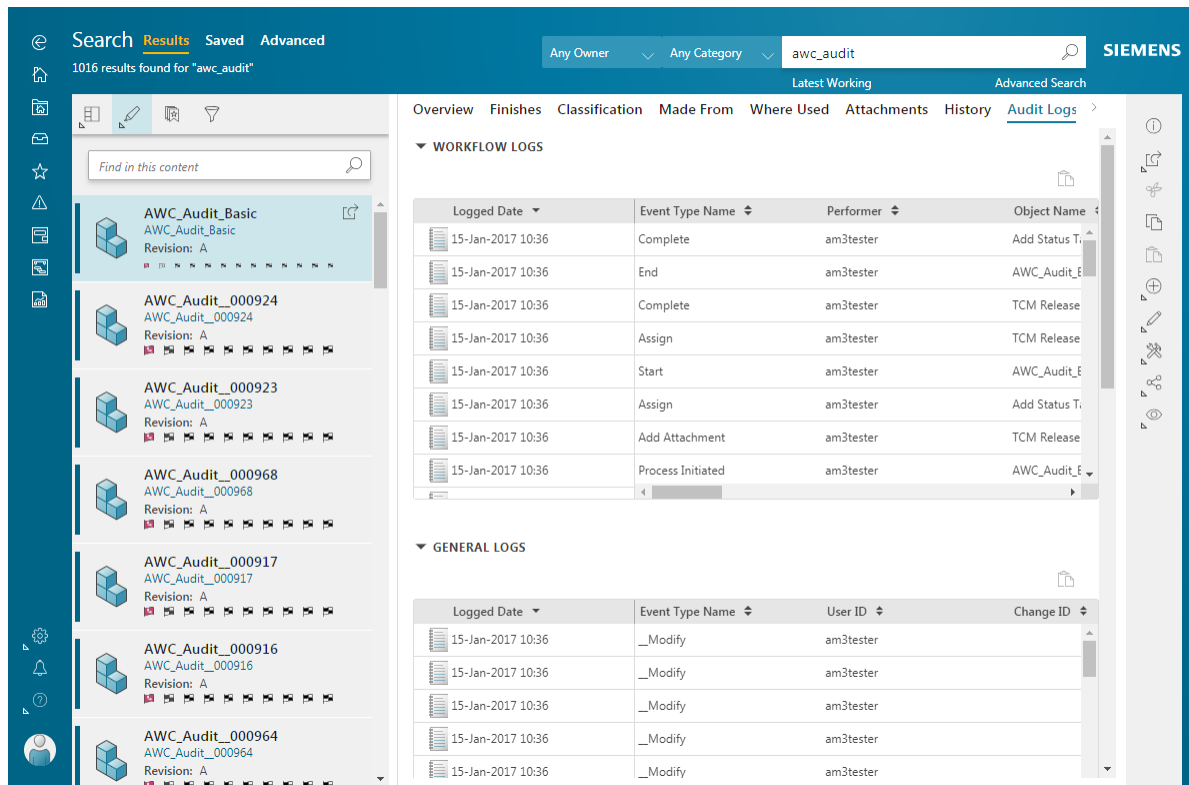 Search Results Saved Advanced
1016 results found for "awc_audit"
Any Owner Any Category awc_audit
SIEMENS
Latest Working Advanced Search
Find in this content
AWC_Audit_Basic
AWC_Audit_Basic
Revision: A
AWC_Audit__000924
AWC_Audit__000924
Revision: A
AWC_Audit__000923
AWC_Audit__000923
Revision: A
AWC_Audit__000968
AWC_Audit__000968
Revision: A
AWC_Audit__000917
AWC_Audit__000917
Revision: A
AWC_Audit__000916
AWC_Audit__000916
Revision: A
AWC_Audit__000964
AWC_Audit__000964
Revision: A
Overview Finishes Classification Made From Where Used Attachments History Audit Logs
WORKFLOW LOGS
Logged Date Event Type Name Performer Object Name
15-Jan-2017 10:36 Complete am3tester Add Status Ta
15-Jan-2017 10:36 End am3tester AWC_Audit_B
15-Jan-2017 10:36 Complete am3tester TCM Release
15-Jan-2017 10:36 Assign am3tester TCM Release
15-Jan-2017 10:36 Start am3tester AWC_Audit_B
15-Jan-2017 10:36 Assign am3tester Add Status Ta
15-Jan-2017 10:36 Add Attachment am3tester TCM Release
15-Jan-2017 10:36 Process Initiated am3tester AWC_Audit_B
GENERAL LOGS
Logged Date Event Type Name User ID Change ID
15-Jan-2017 10:36 __Modify am3tester
15-Jan-2017 10:36 __Modify am3tester
15-Jan-2017 10:36 __Modify am3tester
15-Jan-2017 10:36 __Modify am3tester
15-Jan-2017 10:36 __Modify am3tester